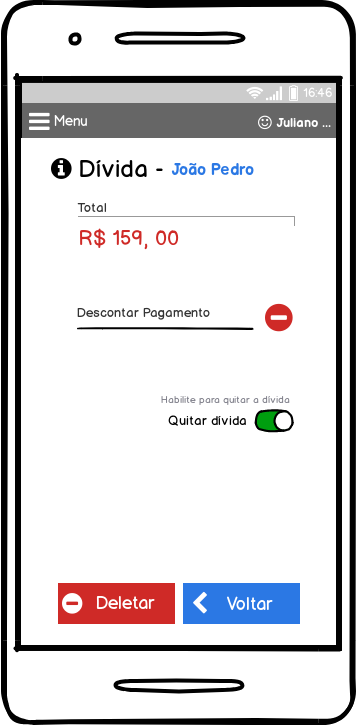 16:46
Menu
Juliano ...
Dívida - João Pedro
Total
R$ 159, 00
Descontar Pagamento
Habilite para quitar a dívida
Quitar dívida
Deletar
Voltar